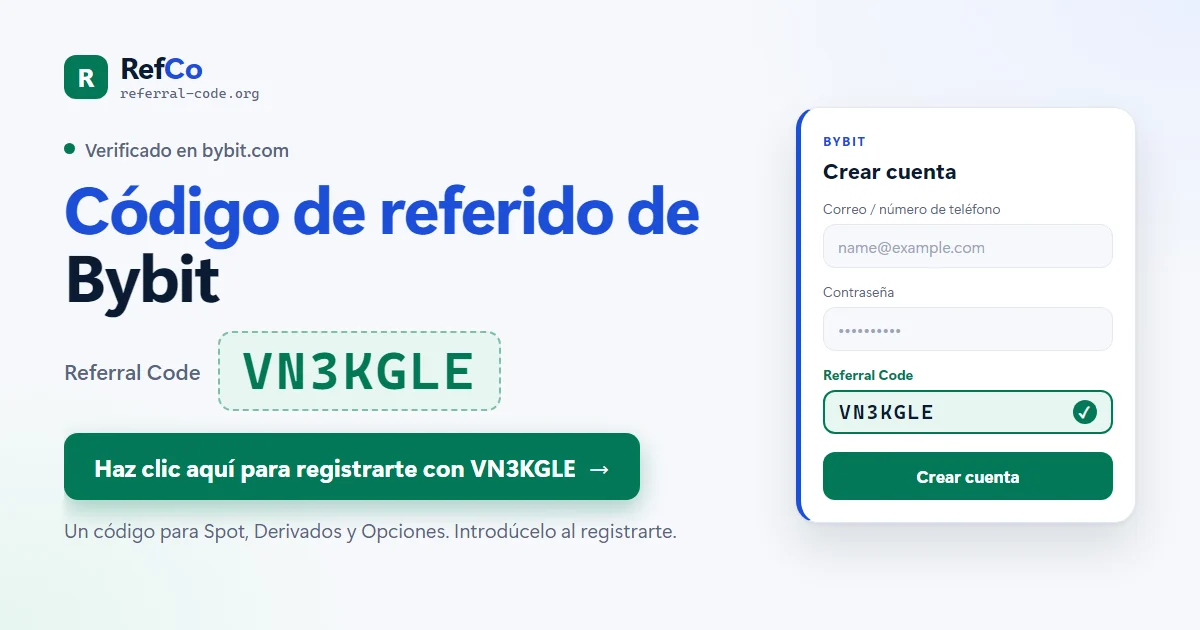 R
RefCo
referral-code.org
Verificado en bybit.com
Código de referido de
Bybit
Referral Code
VN3KGLE
Haz clic aquí para registrarte con VN3KGLE →
Un código para Spot, Derivados y Opciones. Introdúcelo al registrarte.
BYBIT
Crear cuenta
Correo / número de teléfono
name@example.com
Contraseña
••••••••••
Referral Code
VN3KGLE
Crear cuenta